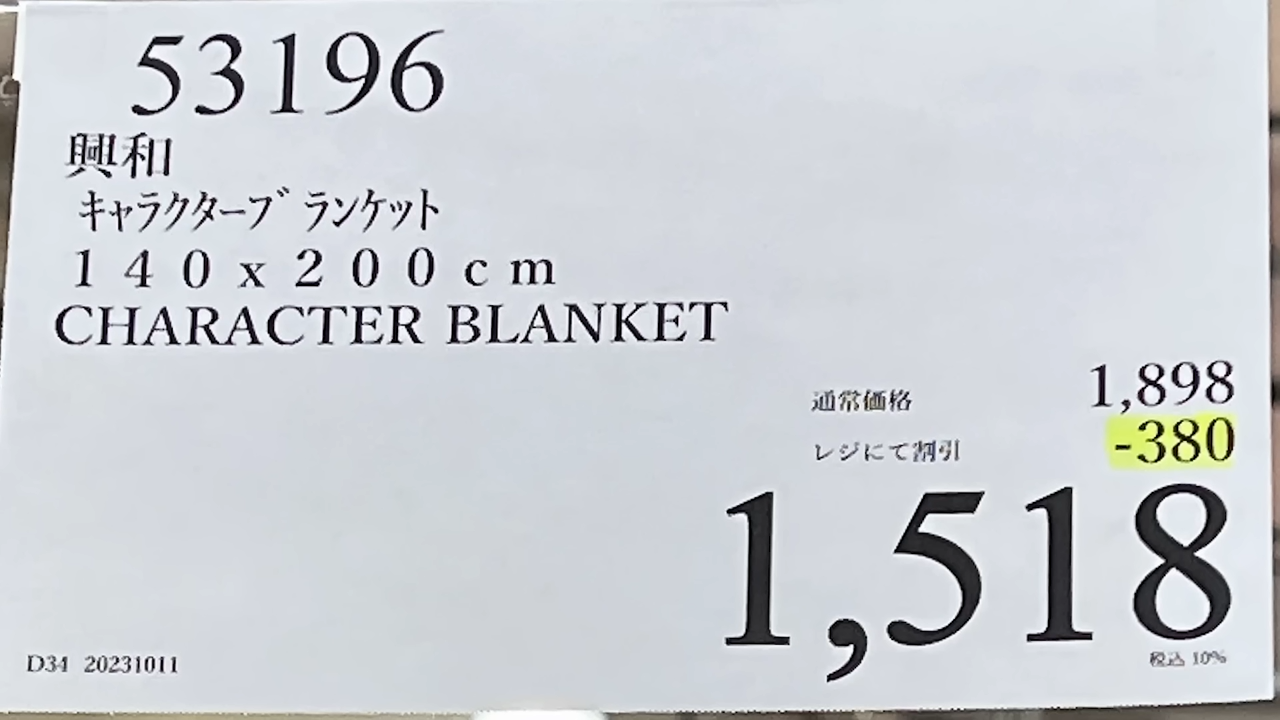 53196
興和
キャラクターブランケット
140x200cm
CHARACTER BLANKET
通常価格 1,898
レジにて割引 -380
1,518
税込 10%
D34 20231011